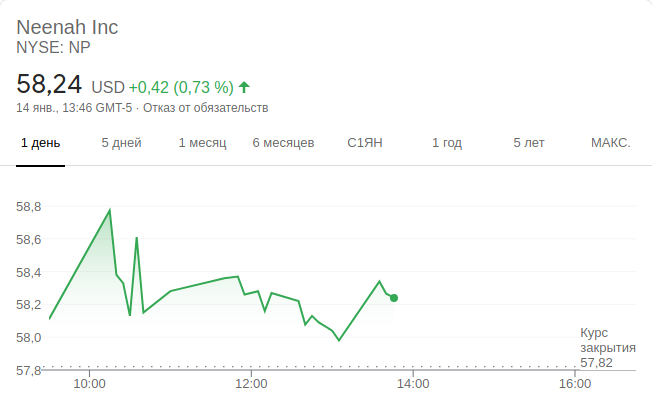 Neenah Inc
NYSE: NP
58,24 USD +0,42 (0,73 %)
14 янв., 13:46 GMT-5 · Отказ от обязательств
1 день 5 дней 1 месяц 6 месяцев С1ЯН 1 год 5 лет МАКС.
58,8
58,6
58,4
58,2
58,0
57,8
Курс
закрытия
57,82
10:00 12:00 14:00 16:00